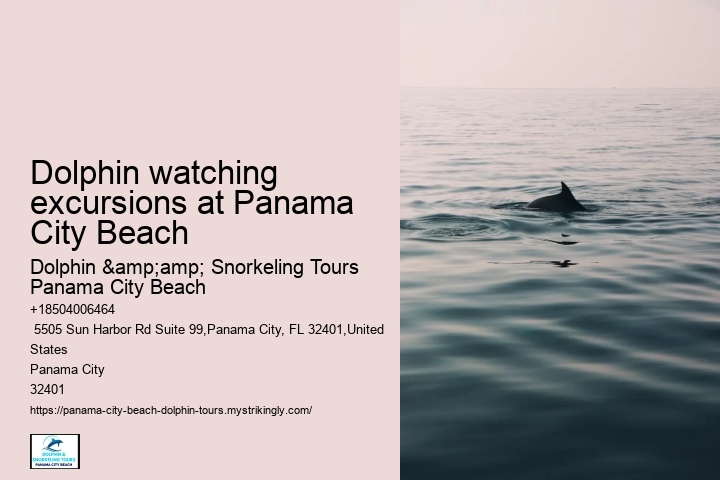 Dolphin watching
excursions at Panama
City Beach
Dolphin &amp;amp; Snorkeling Tours
Panama City Beach
+18504006464
5505 Sun Harbor Rd Suite 99,Panama City, FL 32401,United
States
Panama City
32401
https://panama-city-beach-dolphin-tours.mystrikingly.com/
DOLPHIN &
SNORKELING TOURS
PANAMA CITY BEACH